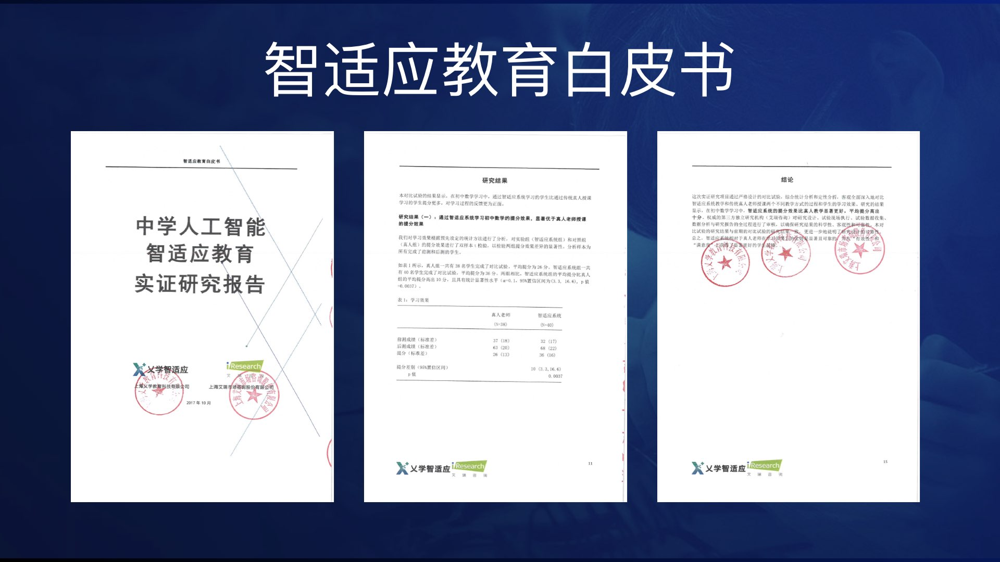 智适应教育白皮书
智适应教育白皮书
中学人工智能
智适应教育
实证研究报告
乂学智适应
iResearch
艾 瑞 咨 询
上海乂学教育科技有限公司
上海艾瑞市场咨询股份有限公司
2017 年 10 月
研究结果
本对比试验的结果显示，在初中数学学习中，通过智适应系统学习的学生比通过传统真人授课
学习的学生提分更多，对学习过程的反馈更为正面。
研究结果（一）：通过智适应系统学习初中数学的提分效果，显著优于真人老师授课
的提分效果
我们对学习效果根据预先设定的统计方法进行了分析，对实验组（智适应系统组）和对照组
（真人组）的提分效果进行了双样本 t 检验，以检验两组提分效果差异的显著性。分析样本为
所有完成了前测和后测的学生。
如表 1 所示，真人组一共有 38 名学生完成了对比试验，平均提分为 26 分。智适应系统组一共
有 40 名学生完成了对比试验，平均提分为 36 分。两组相比，智适应系统组的平均提分比真人
组的平均提分高出 10 分，且具有统计显著性水平（α=0.1，95%置信区间为(3.3, 16.6)，p 值
=0.0037）。
表 1：学习效果
真人老师 智适应系统
(N=38) (N=40)
前测成绩（标准差） 37 (18) 32 (17)
后测成绩（标准差） 63 (20) 68 (22)
提分（标准差） 26 (13) 36 (16)
提分差别（95%置信区间） 10 (3.3,16.6)
p 值 0.0037
乂学智适应
iResearch
艾 瑞 咨 询
11
结论
这次实证研究项目通过严格设计的对比试验，综合统计分析和定性分析，客观全面深入地对比
智适应系统教学和传统真人老师授课两个不同教学方式的过程和学生的学习效果。研究的结果
显示，在初中数学学习中，智适应系统的提分效果比真人教学显著更好，平均提分高出
十分。权威的第三方独立研究机构（艾瑞咨询）对研究设计、试验现场执行、试验数据收集、
数据分析与研究报告的全过程进行了审核，以确保研究结果的科学性、客观性和可靠性。本对
比试验的研究结果与前期的对比试验的研究结果一致，更进一步地说明了研究设计的可靠性。
总之，智适应系统相对于真人老师在学习效果上的优势是显著且可靠的，并在“有效性”和
“满意度”上获得了显著更好的学生反馈。
乂学智适应
iResearch
艾 瑞 咨 询
15